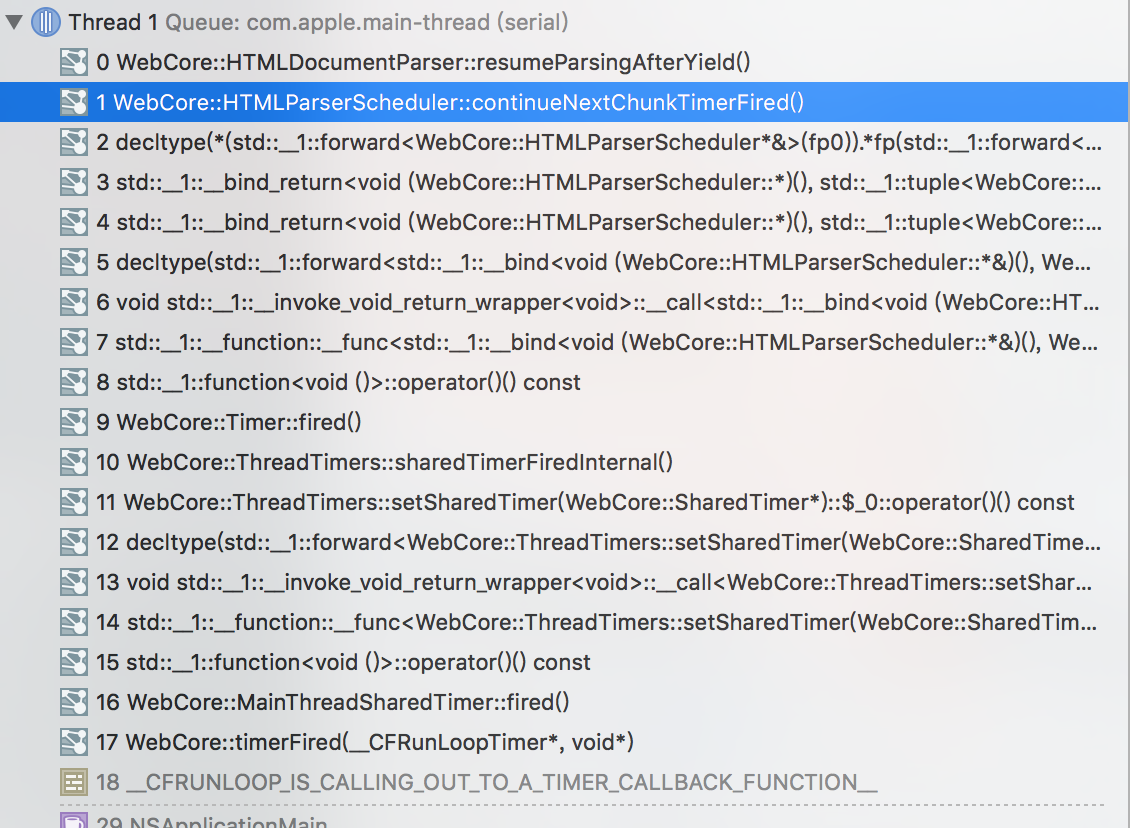 Thread 1 Queue: com.apple.main-thread (serial)
0 WebCore::HTMLDocumentParser::resumeParsingAfterYield()
1 WebCore::HTMLParserScheduler::continueNextChunkTimerFired()
2 decltype(*(std::__1::forward<WebCore::HTMLParserScheduler*&>(fp0)).*fp(std::__1::forward<...
3 std::__1::__bind_return<void (WebCore::HTMLParserScheduler::*)(), std::__1::tuple<WebCore::...
4 std::__1::__bind_return<void (WebCore::HTMLParserScheduler::*)(), std::__1::tuple<WebCore::...
5 decltype(std::__1::forward<std::__1::__bind<void (WebCore::HTMLParserScheduler::*&)(), We...
6 void std::__1::__invoke_void_return_wrapper<void>::__call<std::__1::__bind<void (WebCore::HT...
7 std::__1::__function::__func<std::__1::__bind<void (WebCore::HTMLParserScheduler::*&)(), We...
8 std::__1::function<void ()>::operator()() const
9 WebCore::Timer::fired()
10 WebCore::ThreadTimers::sharedTimerFiredInternal()
11 WebCore::ThreadTimers::setSharedTimer(WebCore::SharedTimer*)::$_0::operator()() const
12 decltype(std::__1::forward<WebCore::ThreadTimers::setSharedTimer(WebCore::SharedTime...
13 void std::__1::__invoke_void_return_wrapper<void>::__call<WebCore::ThreadTimers::setShar...
14 std::__1::__function::__func<WebCore::ThreadTimers::setSharedTimer(WebCore::SharedTim...
15 std::__1::function<void ()>::operator()() const
16 WebCore::MainThreadSharedTimer::fired()
17 WebCore::timerFired(__CFRunLoopTimer*, void*)
18 __CFRUNLOOP_IS_CALLING_OUT_TO_A_TIMER_CALLBACK_FUNCTION__
29 NSApplicationMain